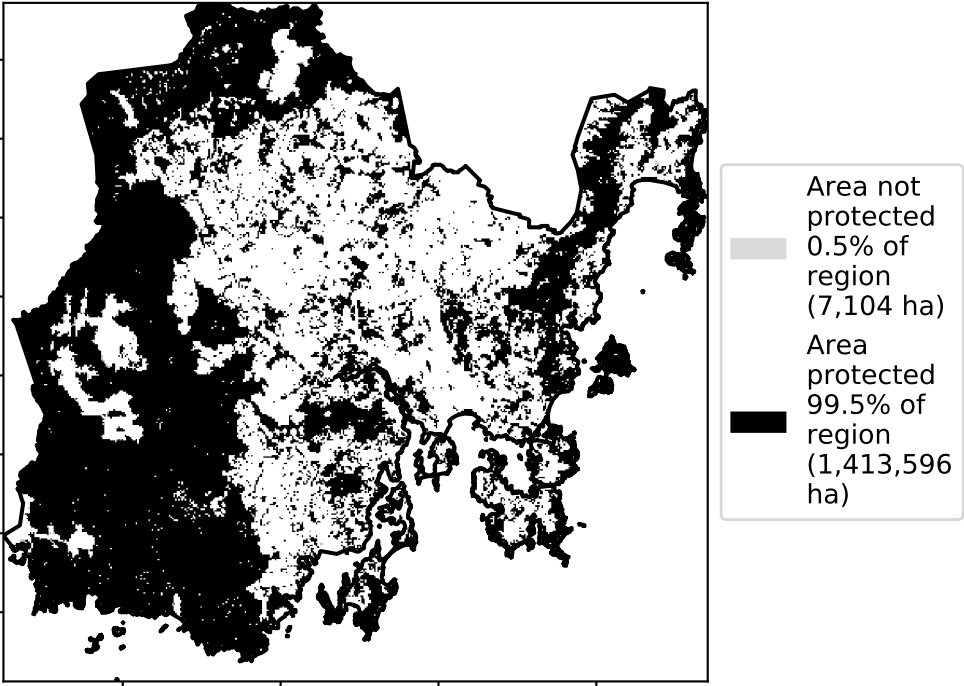 Area not
protected
0.5% of
region
(7,104 ha)
Area
protected
99.5% of
region
(1,413,596
ha)